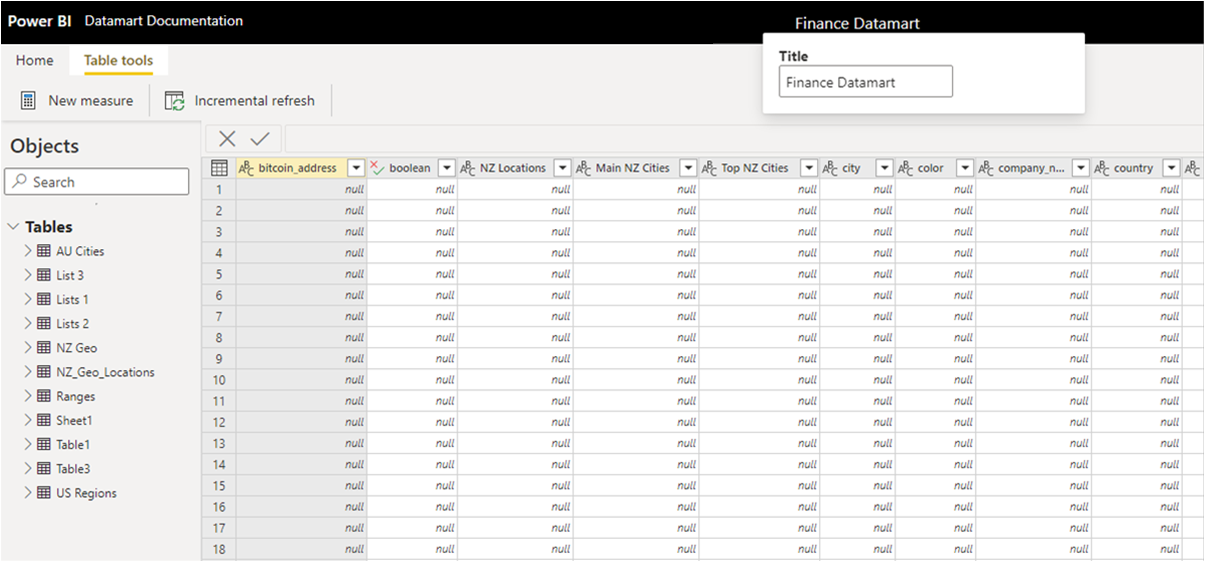 Power BI Datamart Documentation Finance Datamart
Title
Finance Datamart
Home Table tools
New measure Incremental refresh
Objects
Search
Tables
AU Cities
List 3
Lists 1
Lists 2
NZ Geo
NZ_Geo_Locations
Ranges
Sheet1
Table1
Table3
US Regions
ABC bitcoin_address boolean ABC NZ Locations ABC Main NZ Cities ABC Top NZ Cities ABC city ABC color ABC company_n... ABC country ABC
1 null null null null null null null null null
2 null null null null null null null null null
3 null null null null null null null null null
4 null null null null null null null null null
5 null null null null null null null null null
6 null null null null null null null null null
7 null null null null null null null null null
8 null null null null null null null null null
9 null null null null null null null null null
10 null null null null null null null null null
11 null null null null null null null null null
12 null null null null null null null null null
13 null null null null null null null null null
14 null null null null null null null null null
15 null null null null null null null null null
16 null null null null null null null null null
17 null null null null null null null null null
18 null null null null null null null null null